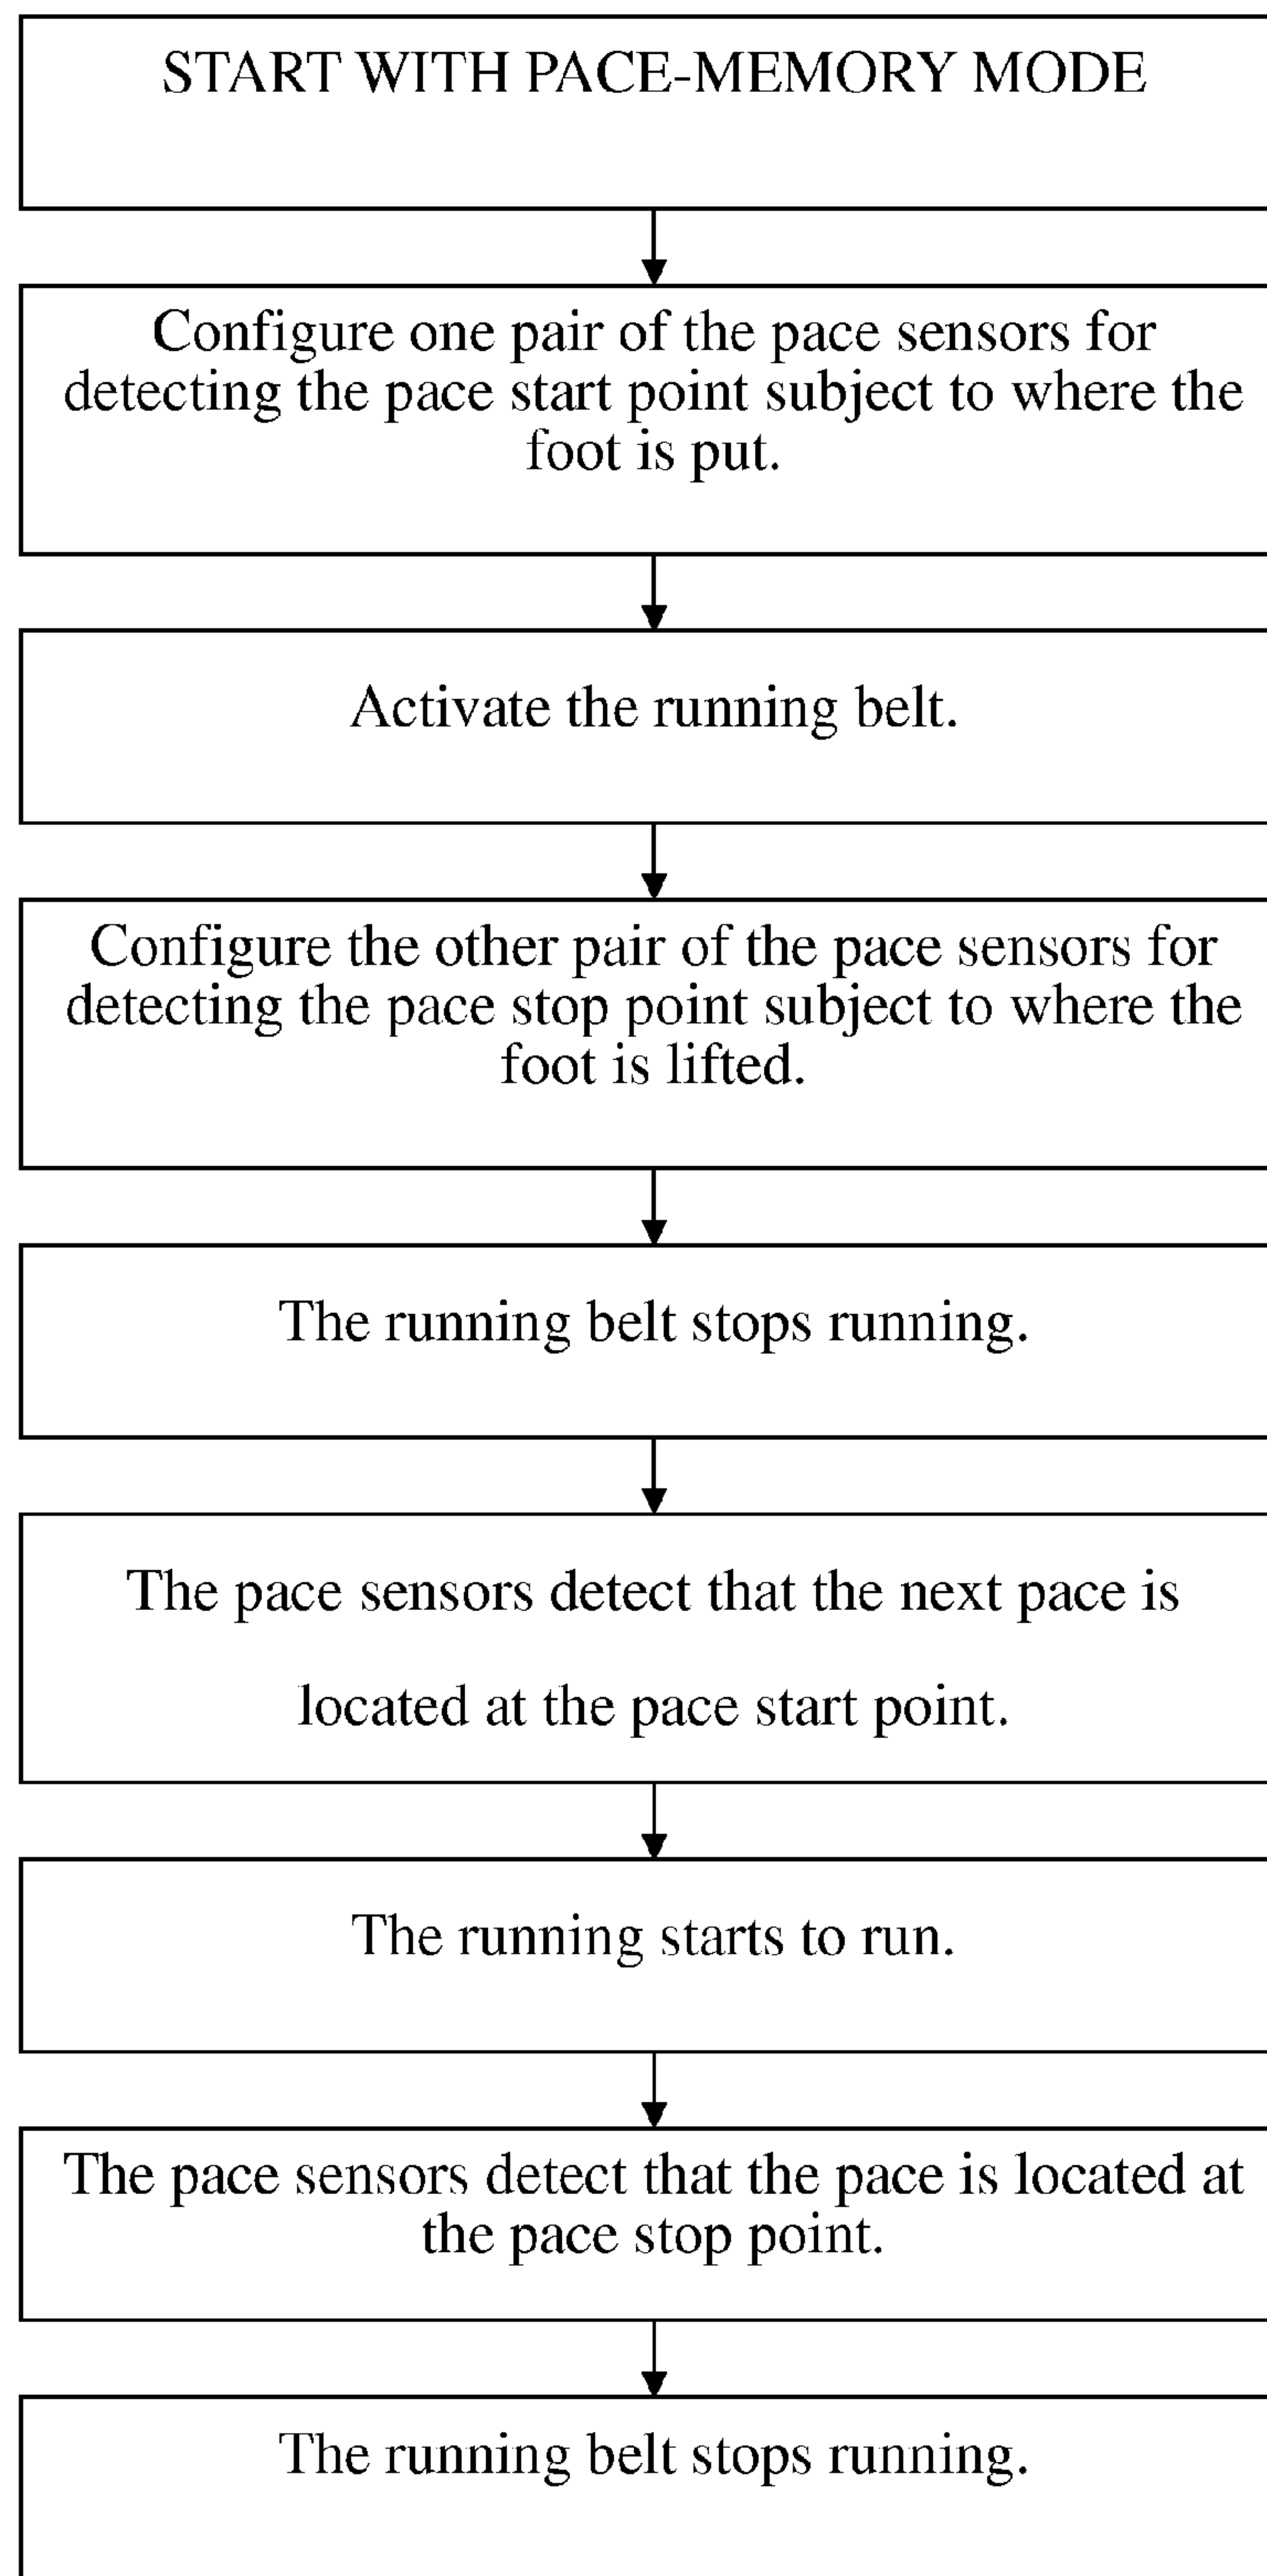 START WITH PACE-MEMORY MODE
Configure one pair of the pace sensors for
detecting the pace start point subject to where the
foot is put.
Activate the running belt.
Configure the other pair of the pace sensors for
detecting the pace stop point subject to where the
foot is lifted.
The running belt stops running.
The pace sensors detect that the next pace is
located at the pace start point.
The running starts to run.
The pace sensors detect that the pace is located at
the pace stop point.
The running belt stops running.